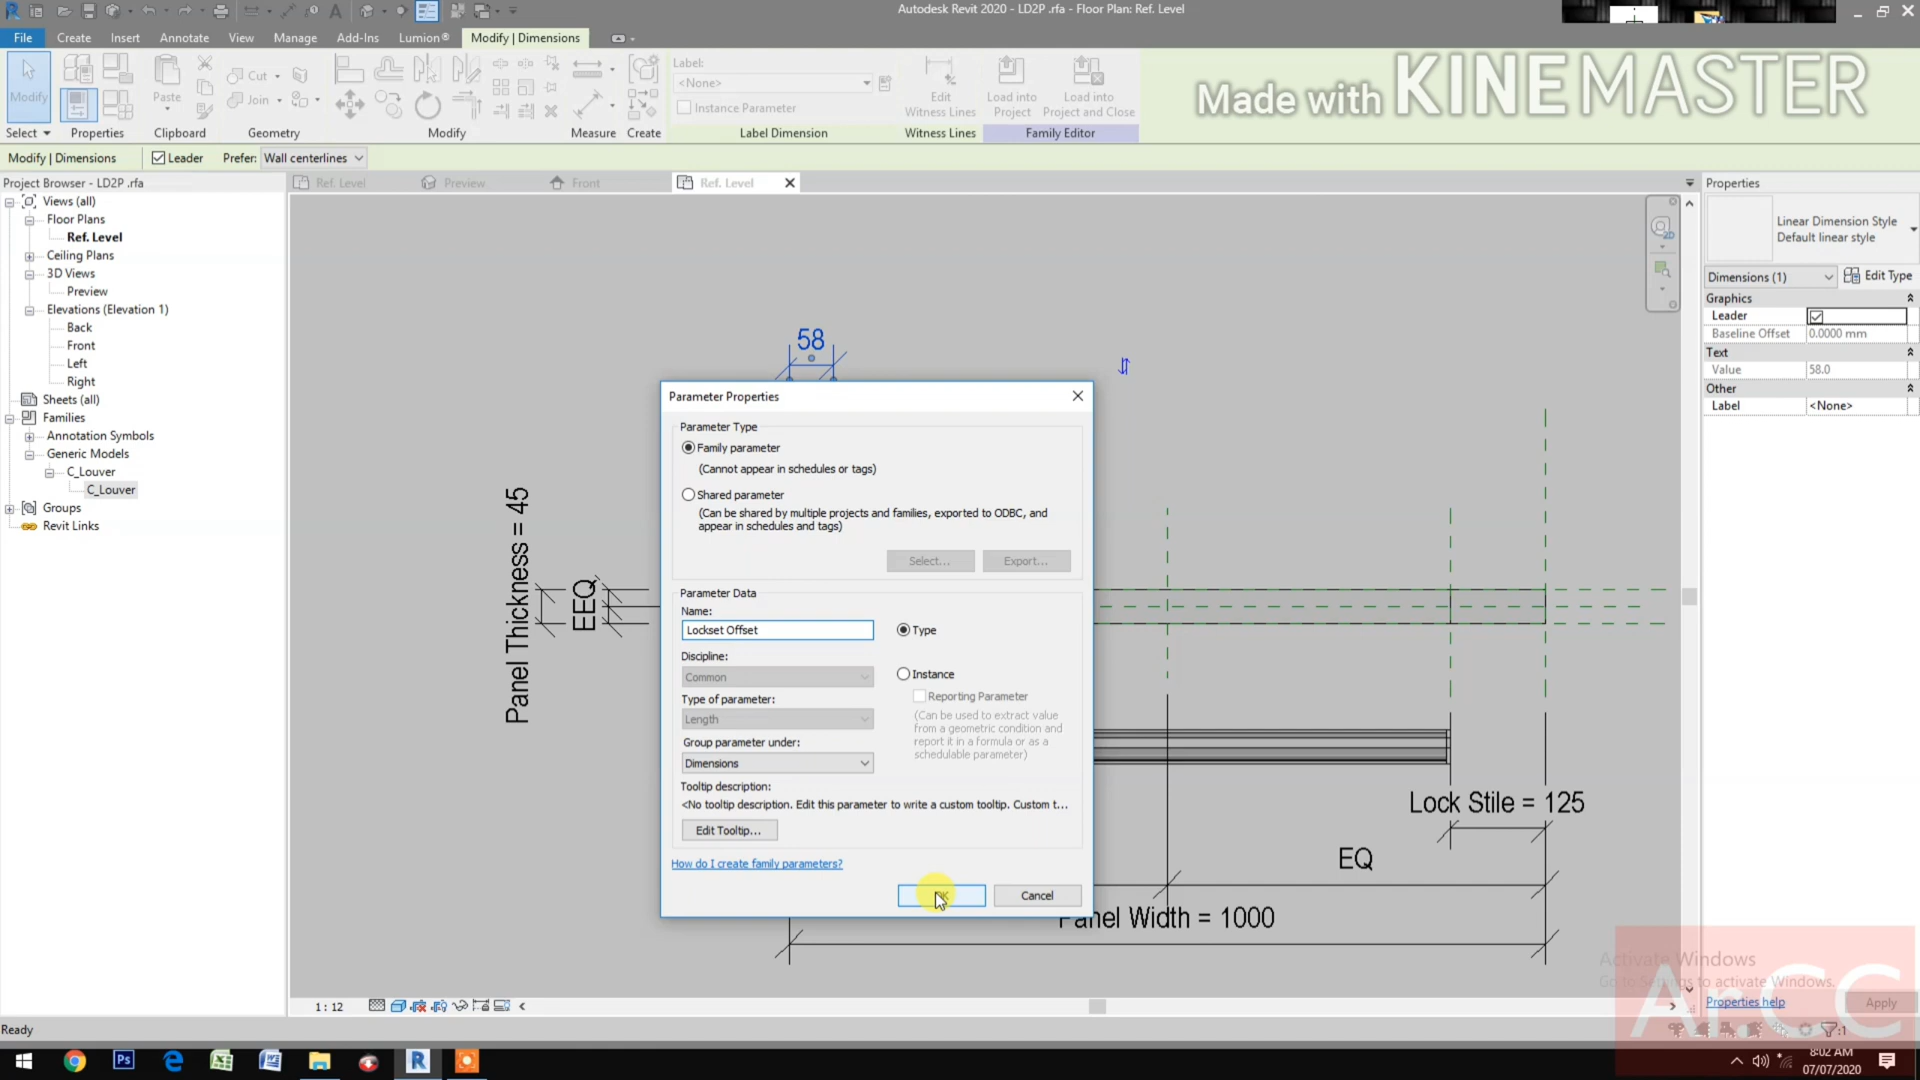 Autodesk Revit 2020 - LD2P .rfa - Floor Plan: Ref. Level
File Create Insert Annotate View Manage Add-Ins Lumion® Modify | Dimensions
Modify Paste Cut Join
Label:
<None>
Instance Parameter
Edit Witness Lines
Load into Project
Load into Project and Close
Made with KINEMASTER
Select Properties Clipboard Geometry Modify Measure Create Label Dimension Witness Lines Family Editor
Modify | Dimensions Leader Prefer: Wall centerlines
Project Browser - LD2P .rfa
Ref. Level Preview Front Ref. Level
Properties
Views (all)
Floor Plans
Ref. Level
Ceiling Plans
3D Views
Preview
Elevations (Elevation 1)
Back
Front
Left
Right
Sheets (all)
Families
Annotation Symbols
Generic Models
C_Louver
C_Louver
Groups
Revit Links
Linear Dimension Style
Default linear style
Dimensions (1) Edit Type
Graphics
Leader
Baseline Offset 0.0000 mm
Text
Value 58.0
Other
Label <None>
2D
58
Panel Thickness = 45
EEQ
Parameter Properties
Parameter Type
Family parameter
(Cannot appear in schedules or tags)
Shared parameter
(Can be shared by multiple projects and families, exported to ODBC, and
appear in schedules and tags)
Select... Export...
Parameter Data
Name:
Lockset Offset
Type
Discipline:
Common
Instance
Reporting Parameter
(Can be used to extract value
from a geometric condition and
report it in a formula or as a
schedulable parameter)
Type of parameter:
Length
Group parameter under:
Dimensions
Tooltip description:
<No tooltip description. Edit this parameter to write a custom tooltip. Custom t...
Edit Tooltip...
How do I create family parameters?
Cancel
Lock Stile = 125
EQ
Panel Width = 1000
Activate Windows
Go to Settings to activate Windows.
Ar.CC
Properties help Apply
1 : 12
Ready
:1
8:02 AM
07/07/2020